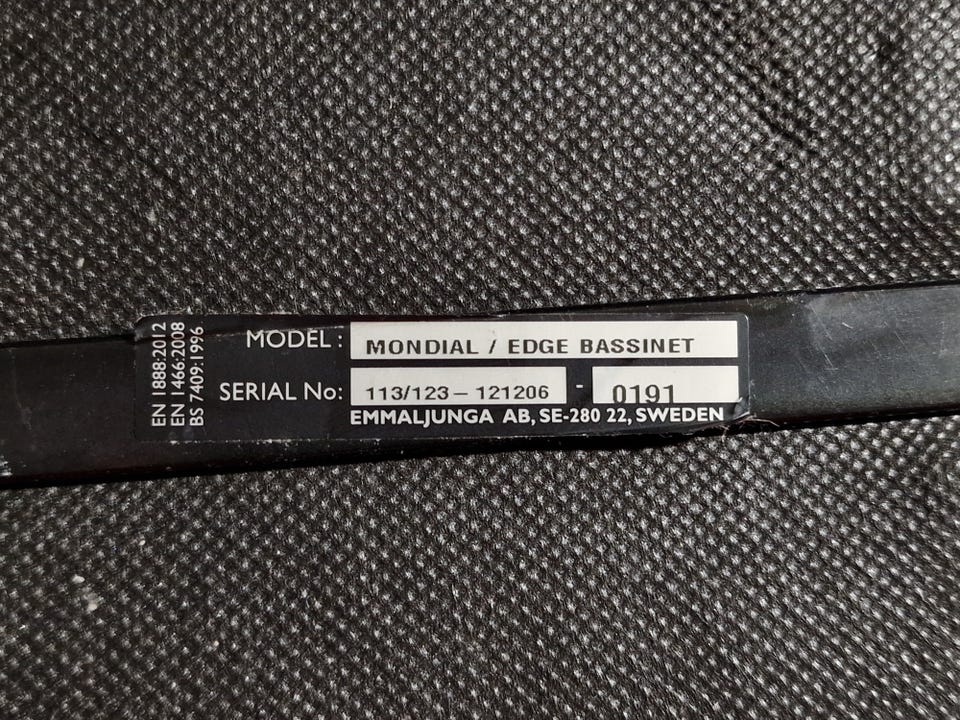 EN 1888:2012
EN 1466:2008
BS 7409:1996
MODEL: MONDIAL / EDGE BASSINET
SERIAL No: 113/123 – 121206 - 0191
EMMALJUNGA AB, SE-280 22, SWEDEN